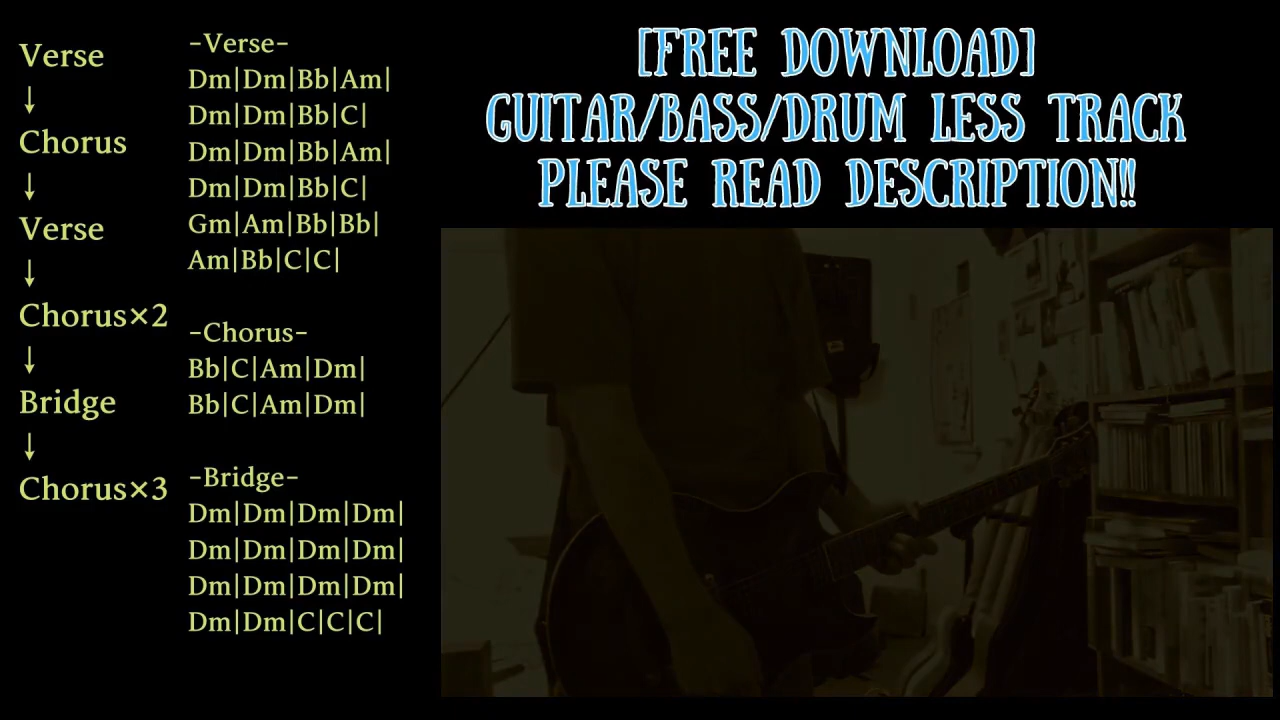 Verse
↓
Chorus
↓
Verse
↓
Chorus×2
↓
Bridge
↓
Chorus×3
-Verse-
Dm|Dm|Bb|Am|
Dm|Dm|Bb|C|
Dm|Dm|Bb|Am|
Dm|Dm|Bb|C|
Gm|Am|Bb|Bb|
Am|Bb|C|C|
-Chorus-
Bb|C|Am|Dm|
Bb|C|Am|Dm|
-Bridge-
Dm|Dm|Dm|Dm|
Dm|Dm|Dm|Dm|
Dm|Dm|Dm|Dm|
Dm|Dm|C|C|C|
[FREE DOWNLOAD]
GUITAR/BASS/DRUM LESS TRACK
PLEASE READ DESCRIPTION!!